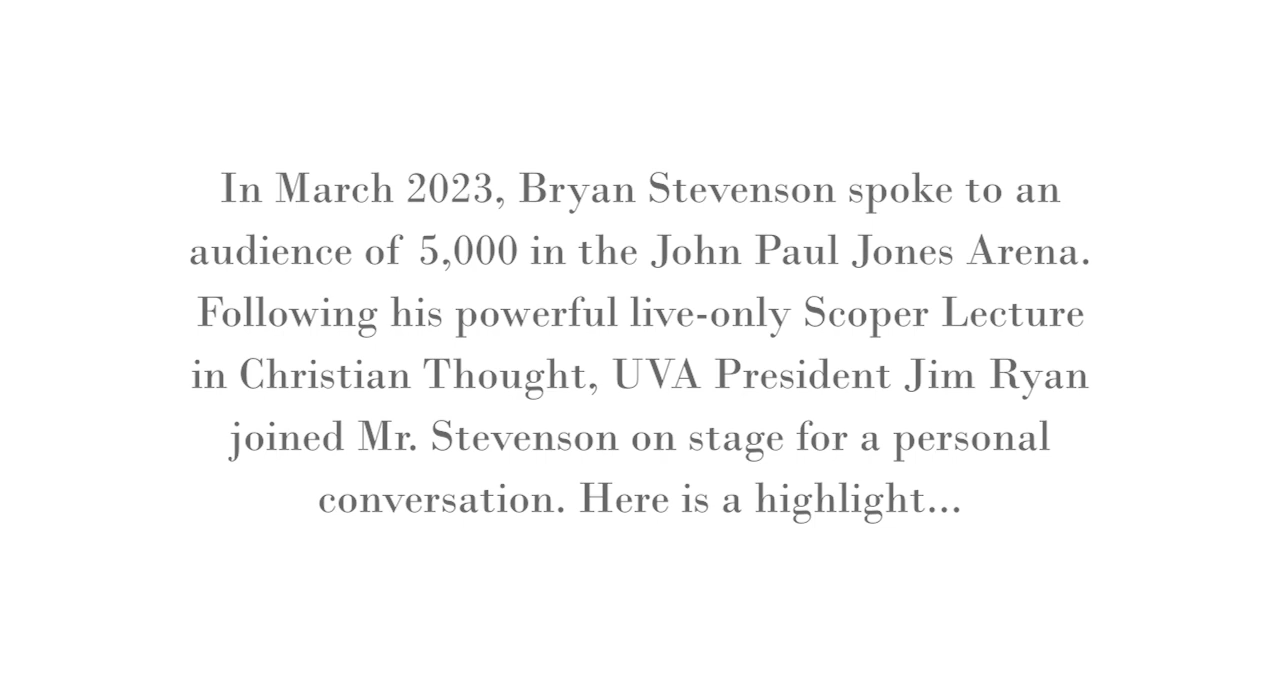 In March 2023, Bryan Stevenson spoke to an
audience of 5,000 in the John Paul Jones Arena.
Following his powerful live-only Scoper Lecture
in Christian Thought, UVA President Jim Ryan
joined Mr. Stevenson on stage for a personal
conversation. Here is a highlight...